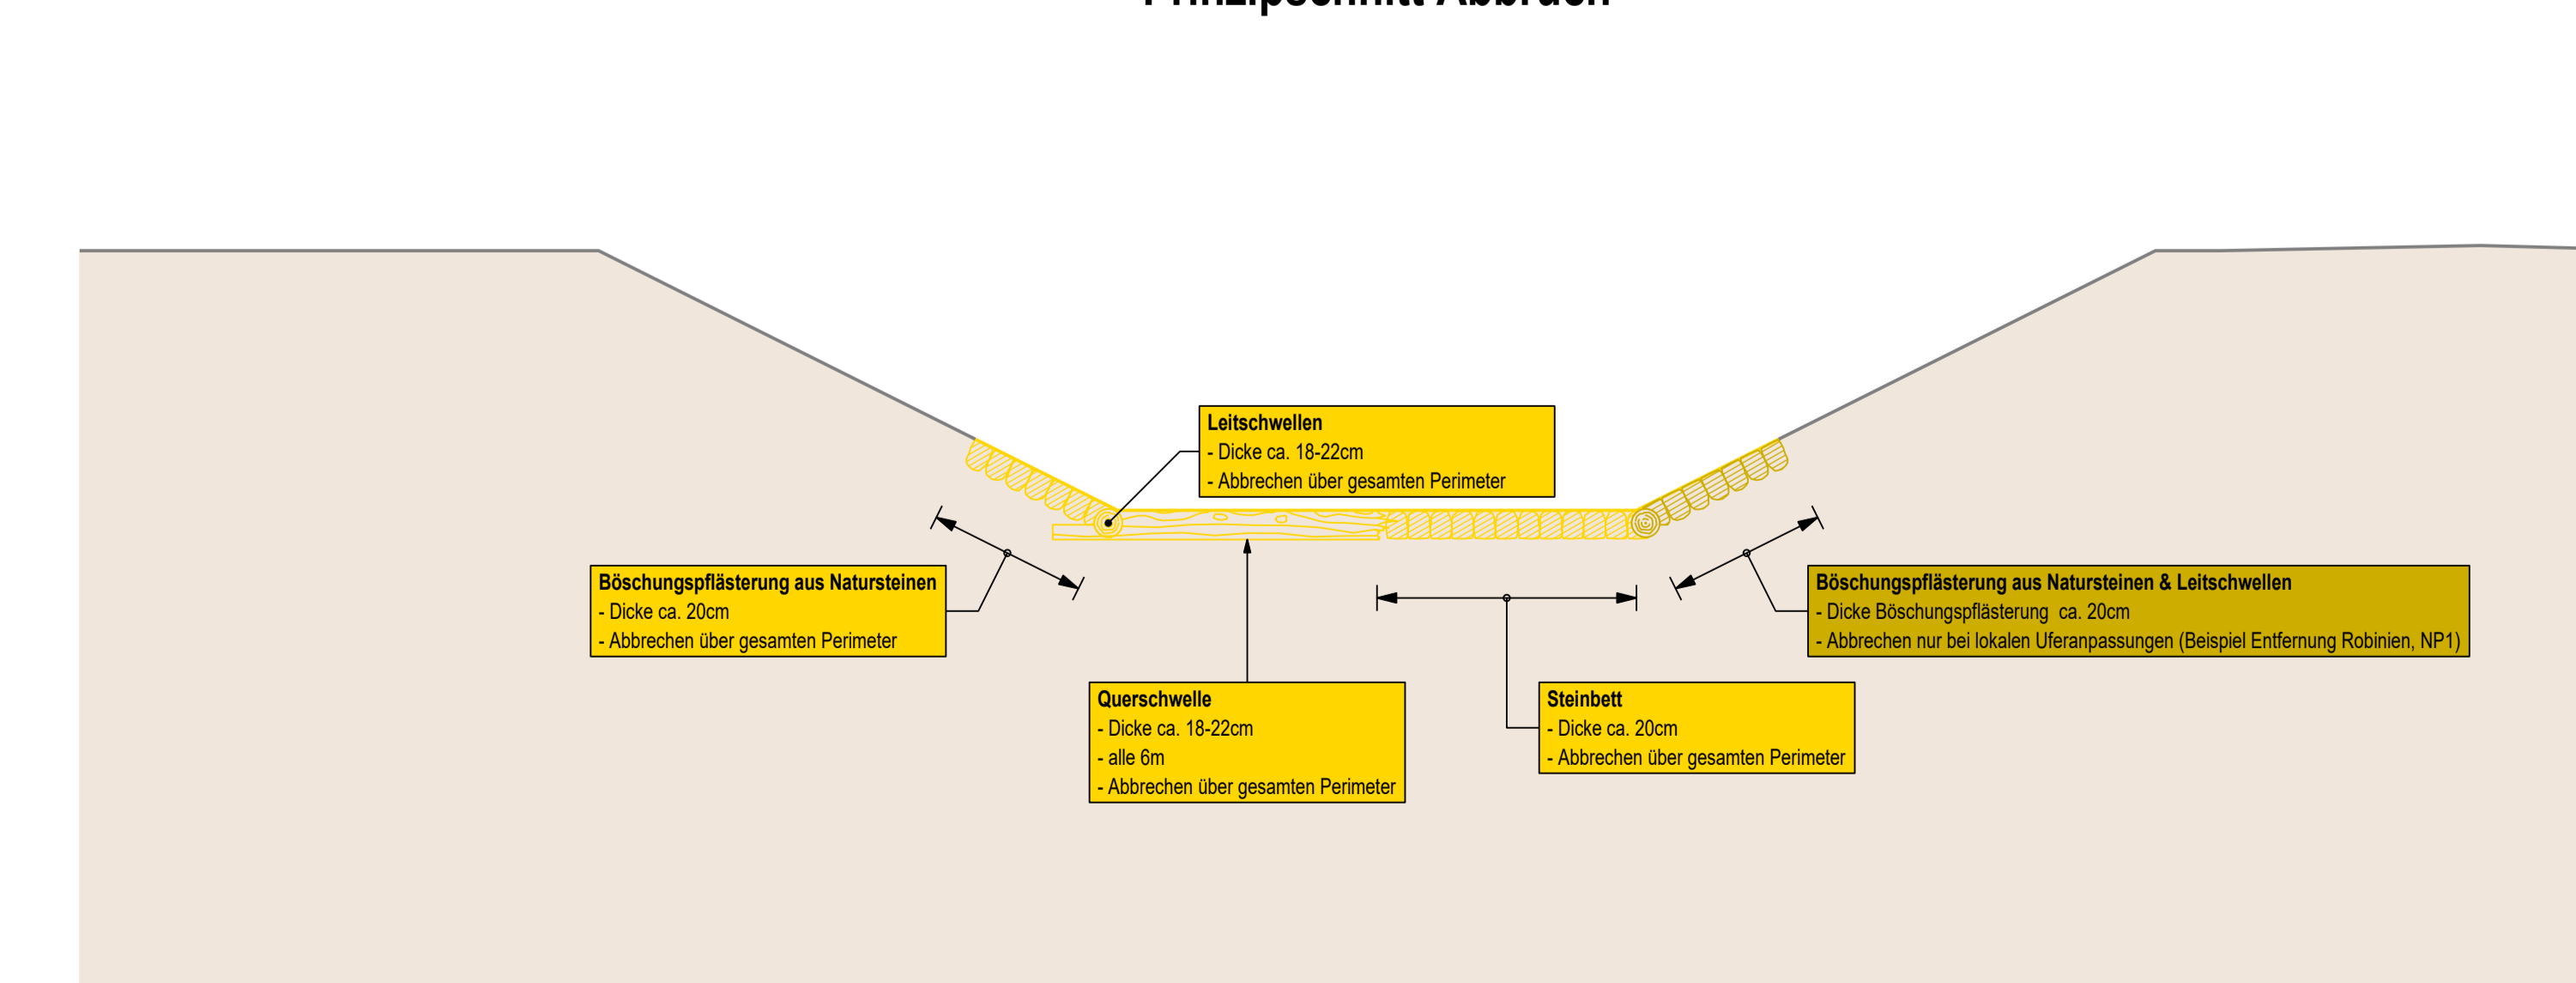 Prinzipschnitt Abbruch
Leitschwellen
- Dicke ca. 18-22cm
- Abbrechen über gesamten Perimeter
Böschungspflästerung aus Natursteinen
- Dicke ca. 20cm
- Abbrechen über gesamten Perimeter
Böschungspflästerung aus Natursteinen & Leitschwellen
- Dicke Böschungspflästerung  ca. 20cm
- Abbrechen nur bei lokalen Uferanpassungen (Beispiel Entfernung Robinien, NP1)
Querschwelle
- Dicke ca. 18-22cm
- alle 6m
- Abbrechen über gesamten Perimeter
Steinbett
- Dicke ca. 20cm
- Abbrechen über gesamten Perimeter